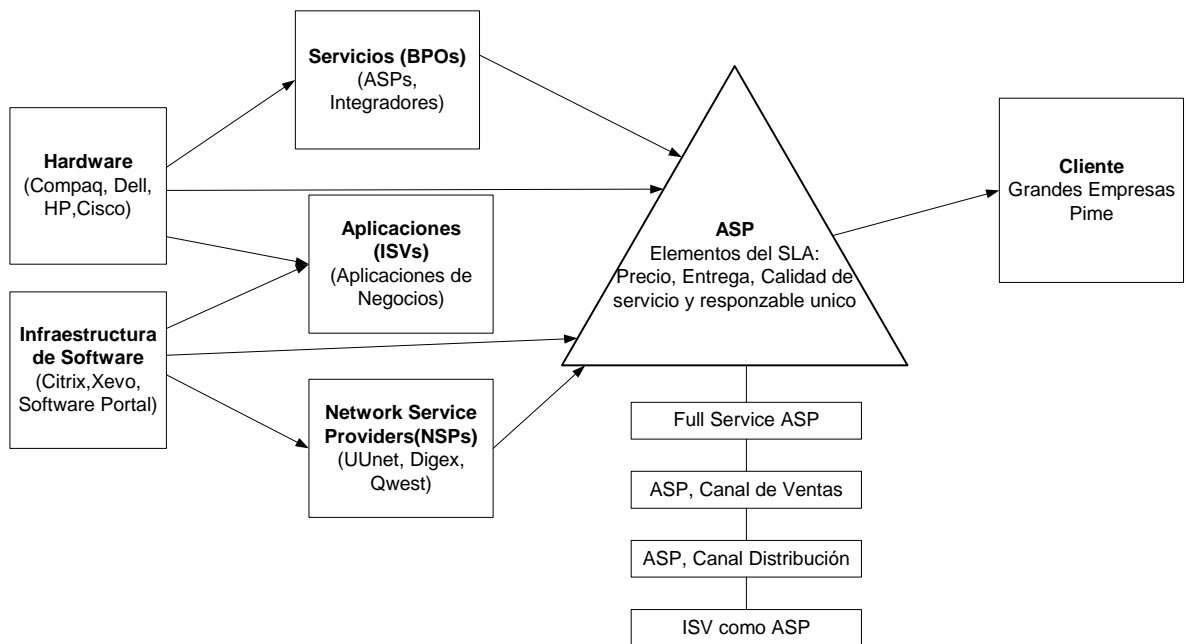 Servicios (BPOs)
(ASPs,
Integradores)
Hardware
(Compaq, Dell,
HP,Cisco)
Aplicaciones
(ISVs)
(Aplicaciones de
Negocios)
Infraestructura
de Software
(Citrix,Xevo,
Software Portal)
Network Service
Providers(NSPs)
(UUnet, Digex,
Qwest)
ASP
Elementos del SLA:
Precio, Entrega, Calidad de
servicio y responzable unico
Cliente
Grandes Empresas
Pime
Full Service ASP
ASP, Canal de Ventas
ASP, Canal Distribución
ISV como ASP